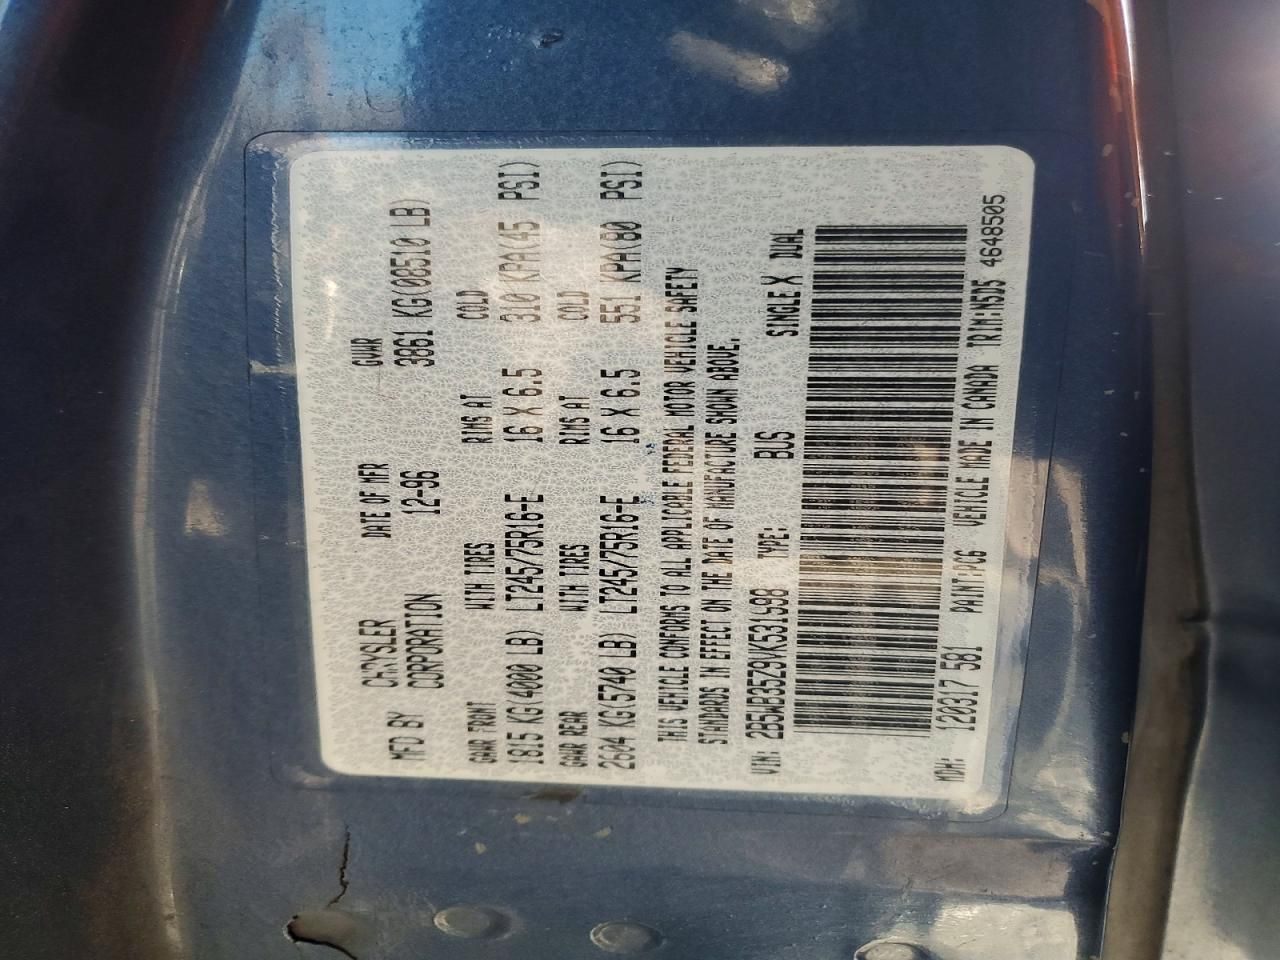 MFD BY CHRYSLER CORPORATION DATE OF MFR 12-96 GVWR 3861 KG(08510 LB)
GAWR FRONT WITH TIRES RIMS AT COLD
1815 KG(4000 LB) LT245/75R16-E 16 X 6.5 310 KPA(45 PSI)
GAWR REAR WITH TIRES RIMS AT COLD
2604 KG(5740 LB) LT245/75R16-E 16 X 6.5 551 KPA(80 PSI)
THIS VEHICLE CONFORMS TO ALL APPLICABLE FEDERAL MOTOR VEHICLE SAFETY
STANDARDS IN EFFECT ON THE DATE OF MANUFACTURE SHOWN ABOVE.
VIN: 2B5WB35Z9VK531998 TYPE: BUS SINGLE X DUAL
MDH: 120317 581 PAINT:PCG VEHICLE MADE IN CANADA TRIM:N5D5 4648505